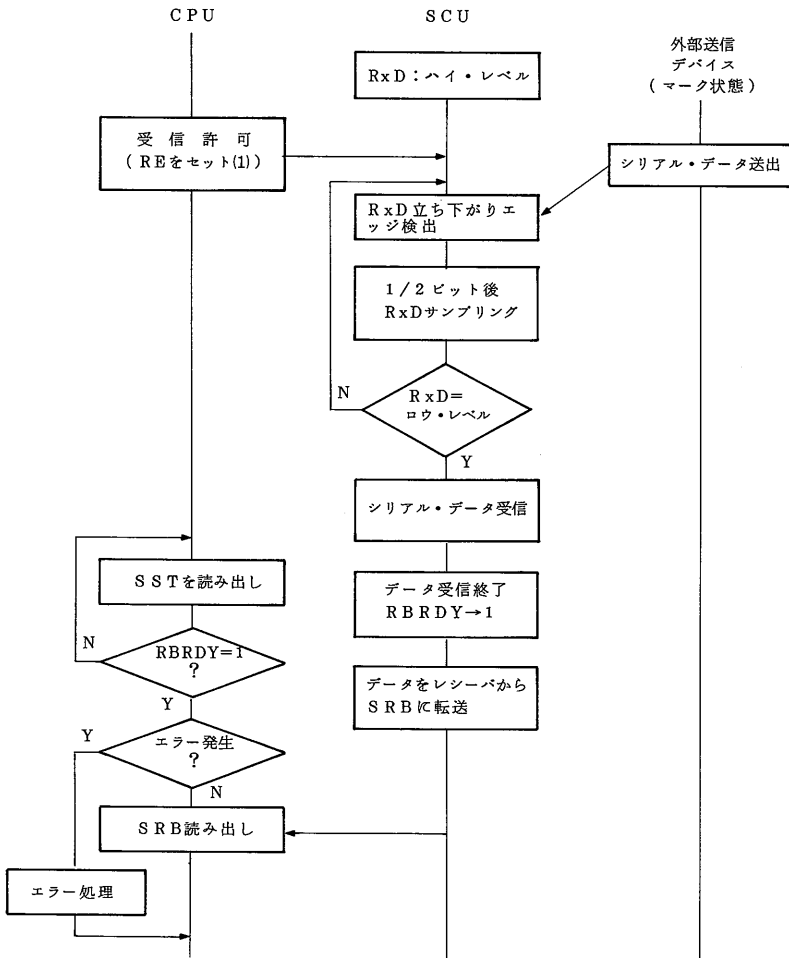 CPU
SCU
外部送信
デバイス
(マーク状態)
RxD:ハイ・レベル
受信許可
(REをセット(1))
シリアル・データ送出
RxD立ち下がりエ
ッジ検出
1/2ビット後
RxDサンプリング
RxD=
ロウ・レベル
N
Y
シリアル・データ受信
データ受信終了
RBRDY→1
データをレシーバから
SRBに転送
SSTを読み出し
RBRDY=1
?
N
Y
エラー発生
?
Y
N
SRB読み出し
エラー処理